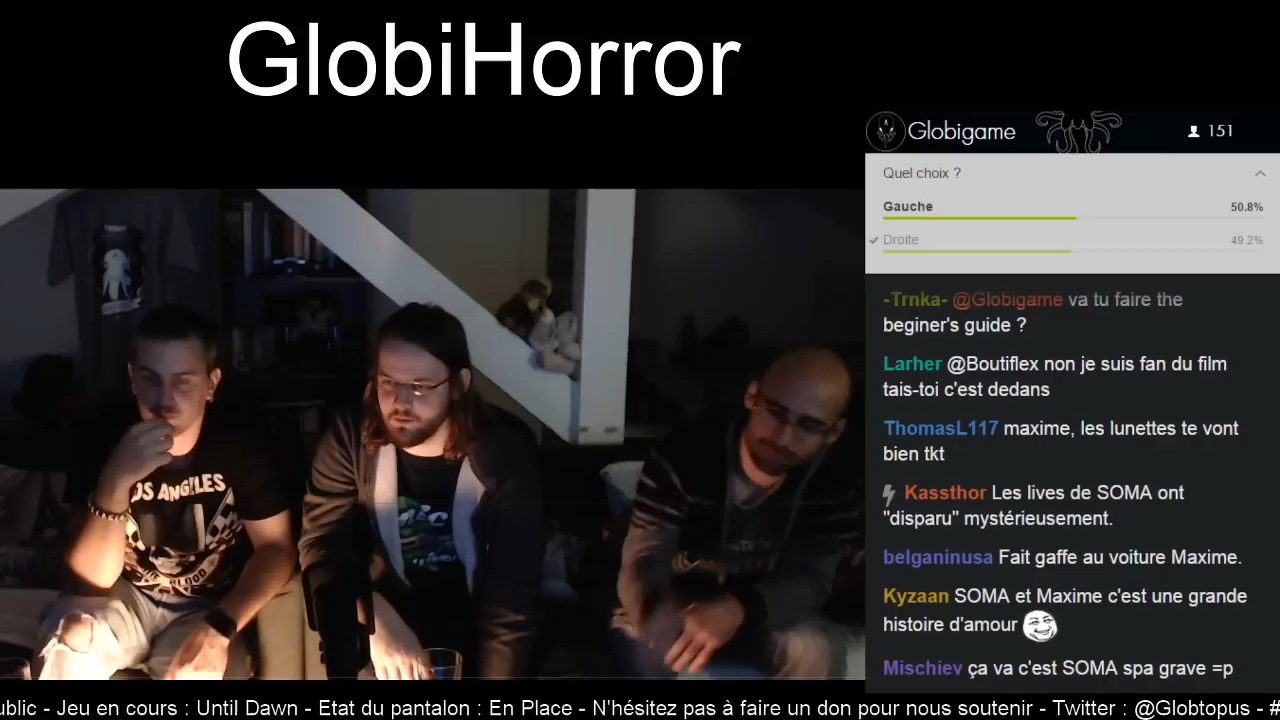 GlobiHorror
Globigame
151
Quel choix ?
Gauche 50.8%
Droite 49.2%
-Trnka- @Globigame va tu faire the
beginer's guide ?
Larher @Boutiflex non je suis fan du film
tais-toi c'est dedans
ThomasL117 maxime, les lunettes te vont
bien tkt
Kassthor Les lives de SOMA ont
"disparu" mystérieusement.
belganinusa Fait gaffe au voiture Maxime.
Kyzaan SOMA et Maxime c'est une grande
histoire d'amour
Mischiev ça va c'est SOMA spa grave =p
LOS ANGELES
BLOOD
ublic - Jeu en cours : Until Dawn - Etat du pantalon : En Place - N'hésitez pas à faire un don pour nous soutenir - Twitter : @Globtopus - #